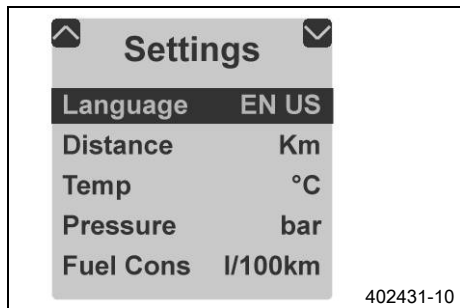 Settings
Language EN US
Distance Km
Temp °C
Pressure bar
Fuel Cons l/100km
402431-10